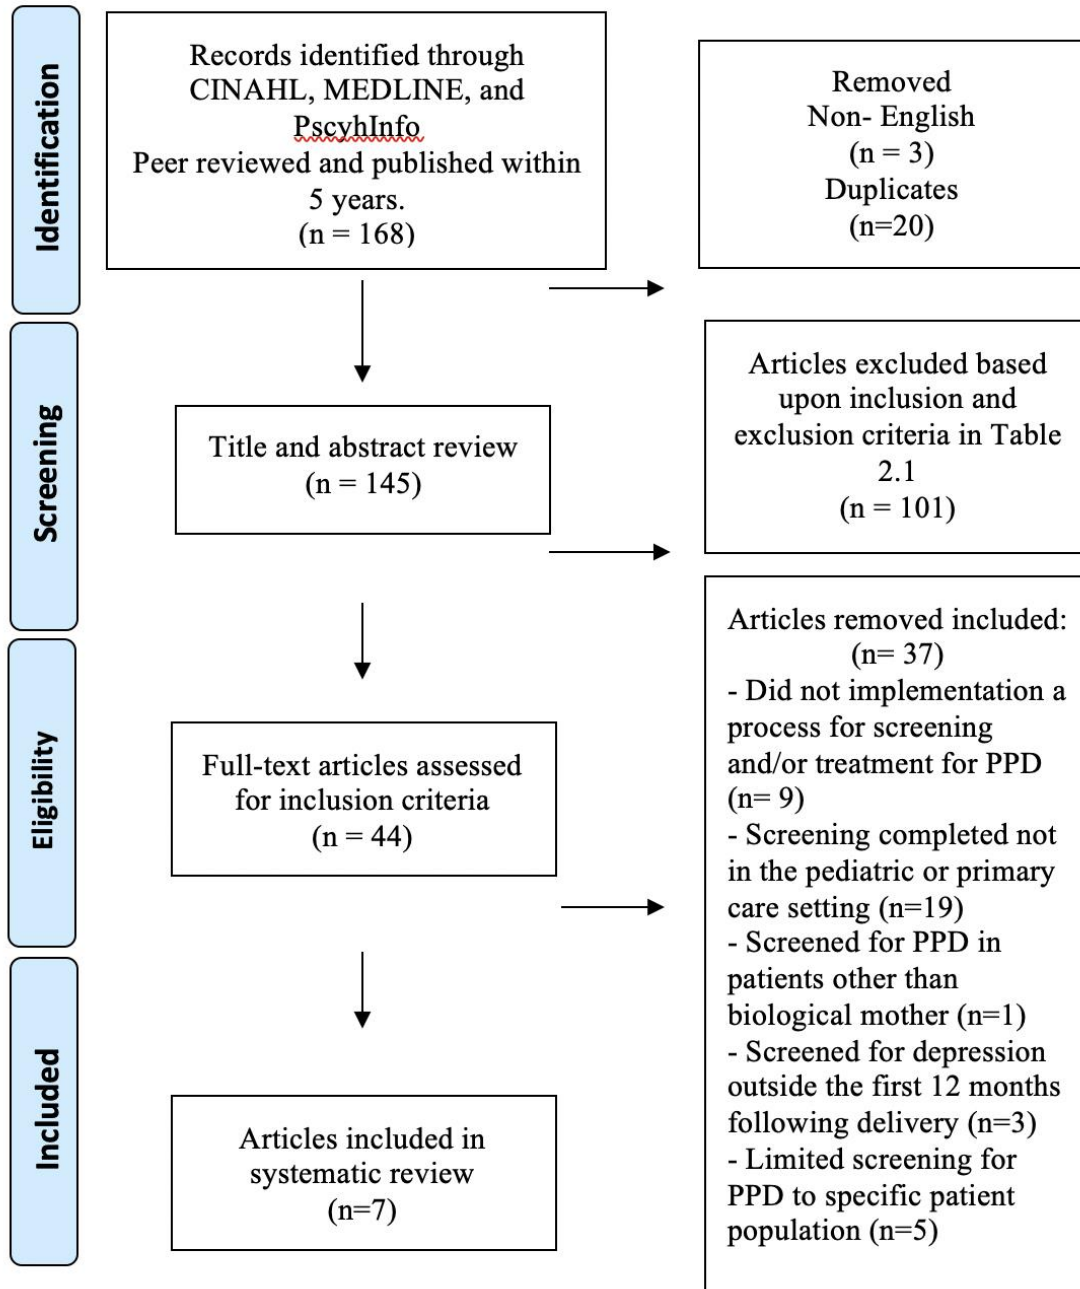 Identification
Records identified through
CINAHL, MEDLINE, and
PscyhInfo
Peer reviewed and published within
5 years.
(n = 168)
Removed
Non- English
(n = 3)
Duplicates
(n=20)
Screening
Title and abstract review
(n = 145)
Articles excluded based
upon inclusion and
exclusion criteria in Table
2.1
(n = 101)
Eligibility
Full-text articles assessed
for inclusion criteria
(n = 44)
Articles removed included:
(n= 37)
- Did not implementation a
process for screening
and/or treatment for PPD
(n= 9)
- Screening completed not
in the pediatric or primary
care setting (n=19)
- Screened for PPD in
patients other than
biological mother (n=1)
- Screened for depression
outside the first 12 months
following delivery (n=3)
- Limited screening for
PPD to specific patient
population (n=5)
Included
Articles included in
systematic review
(n=7)